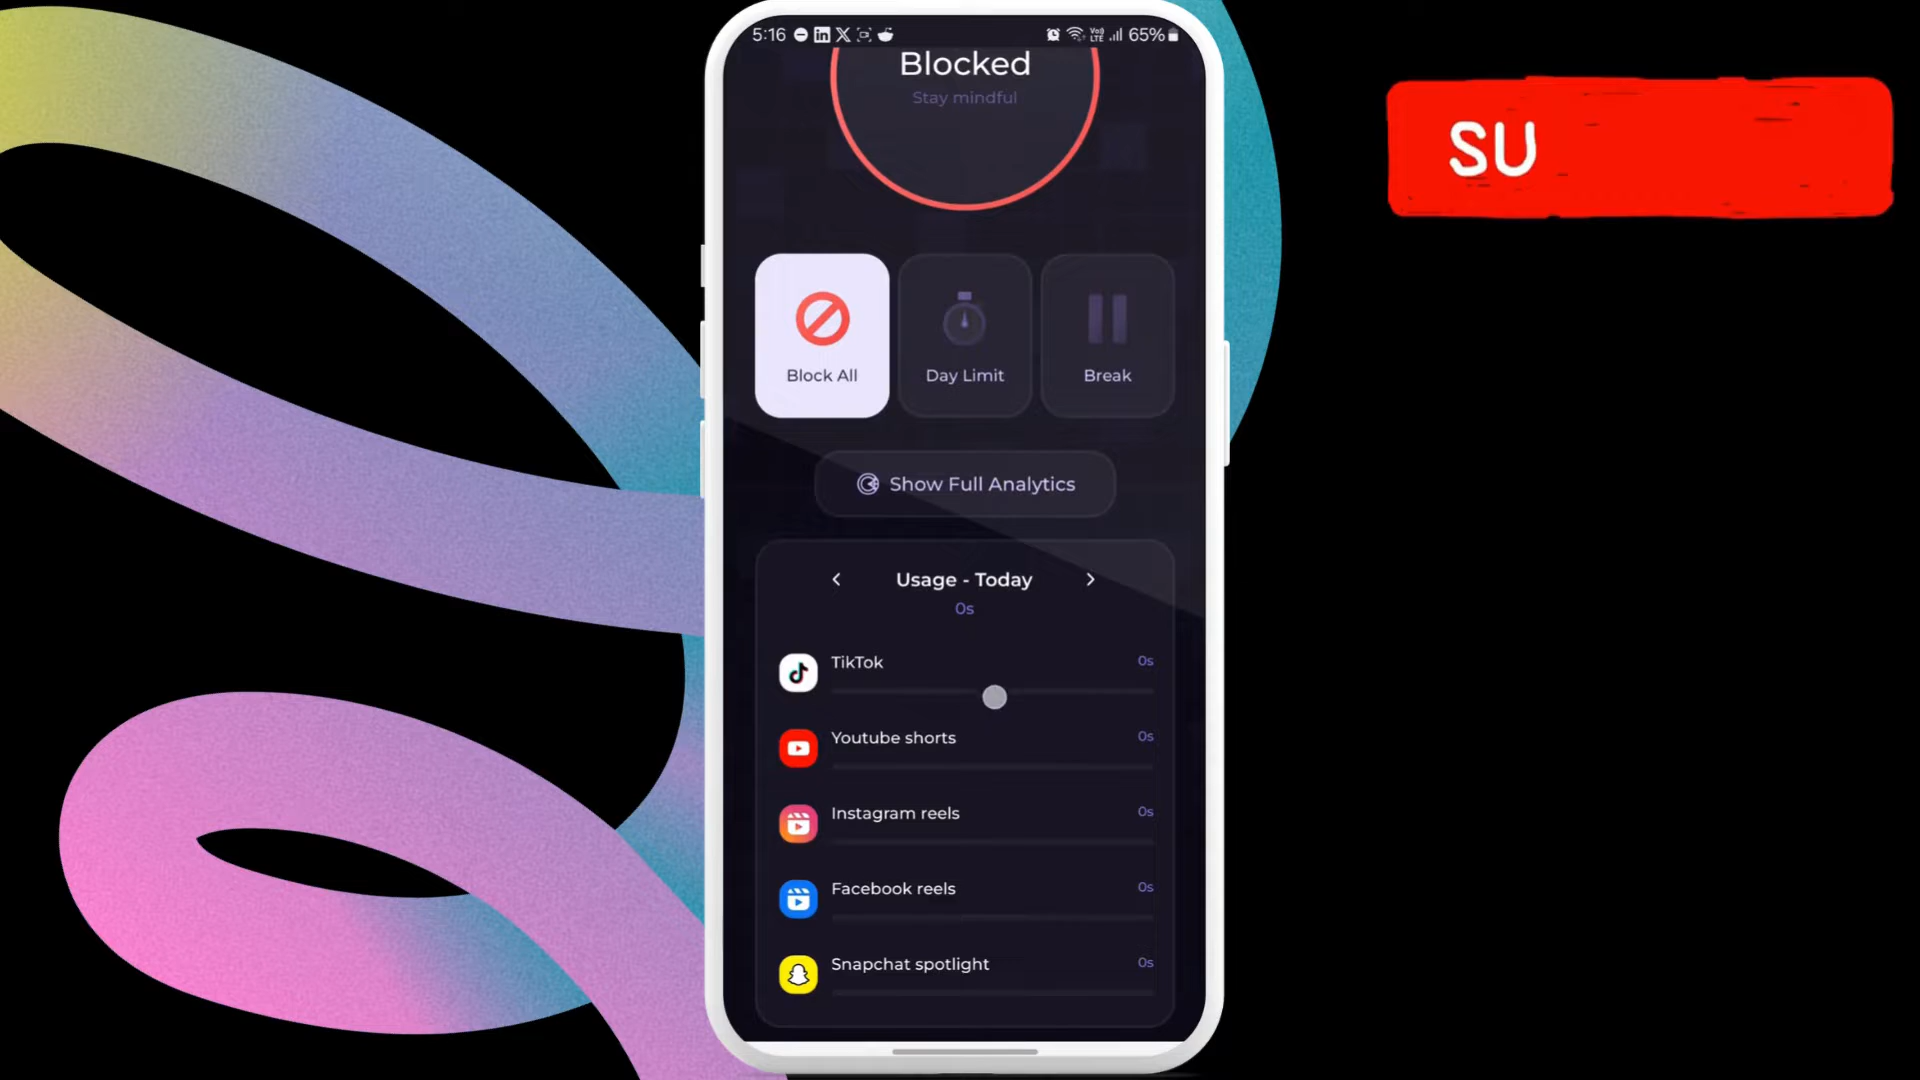 5:16
65%
Blocked
Stay mindful
SU
Block All
Day Limit
Break
Show Full Analytics
Usage - Today
0s
TikTok 0s
Youtube shorts 0s
Instagram reels 0s
Facebook reels 0s
Snapchat spotlight 0s